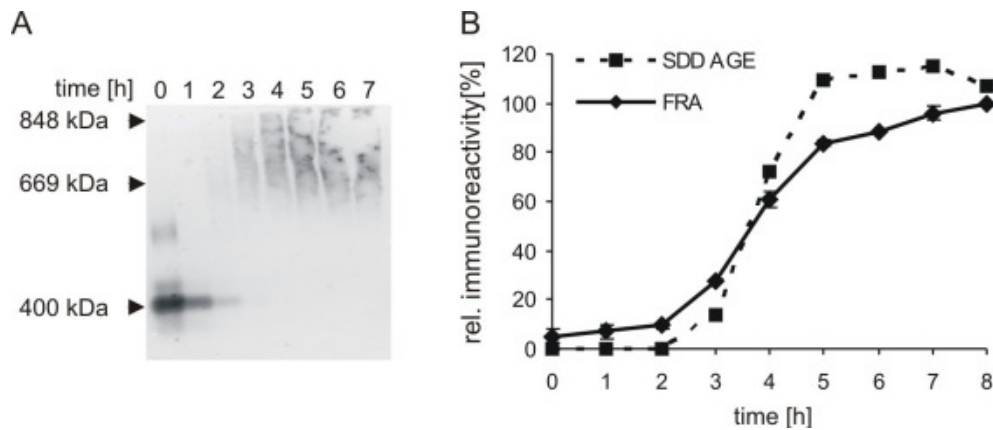 A
time [h] 0 1 2 3 4 5 6 7
848 kDa
669 kDa
400 kDa
B
rel. immunoreactivity[%]
120
100
80
60
40
20
0
SDD AGE
FRA
0 1 2 3 4 5 6 7 8
time [h]